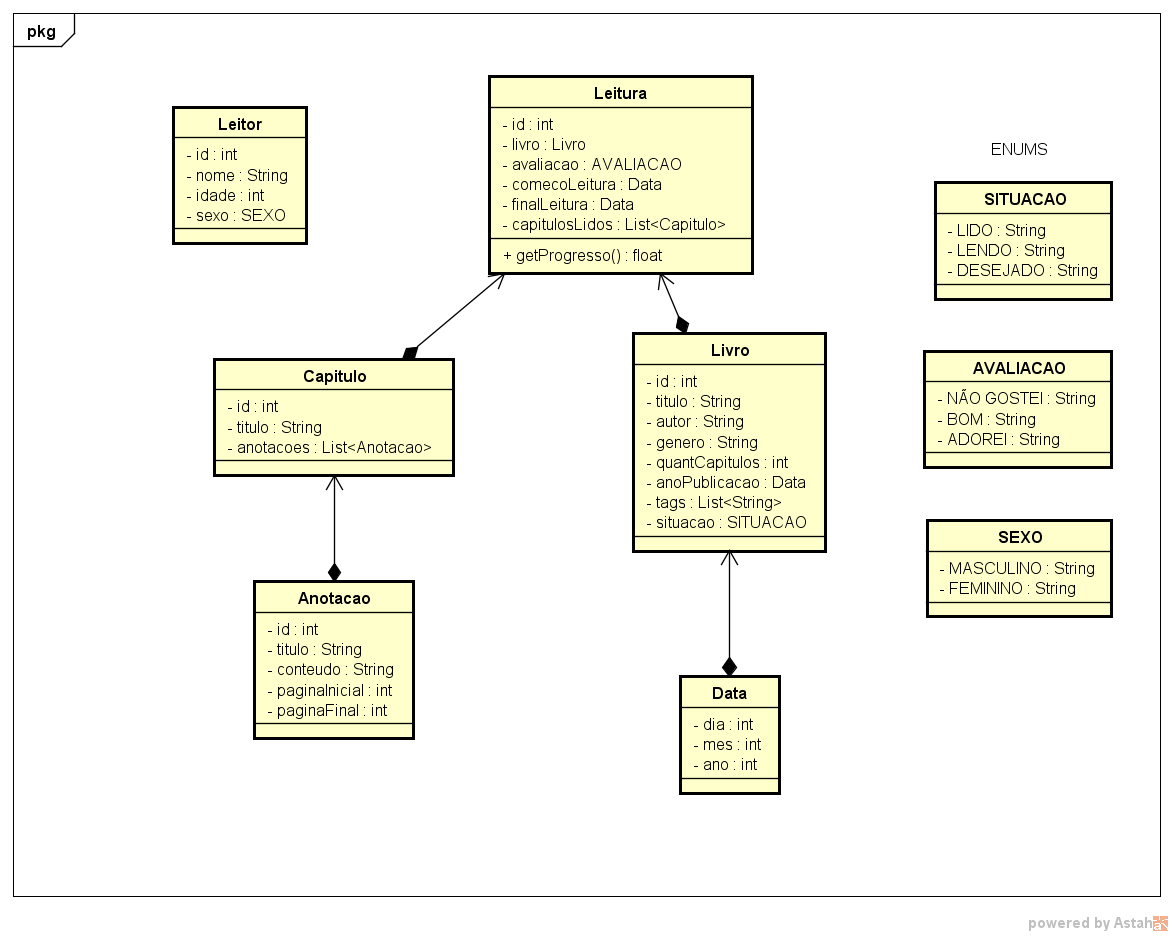 pkg
Leitor
- id : int
- nome : String
- idade : int
- sexo : SEXO
Leitura
- id : int
- livro : Livro
- avaliacao : AVALIACAO
- comecoLeitura : Data
- finalLeitura : Data
- capitulosLidos : List<Capitulo>
+ getProgresso() : float
ENUMS
SITUACAO
- LIDO : String
- LENDO : String
- DESEJADO : String
Capitulo
- id : int
- titulo : String
- anotacoes : List<Anotacao>
Livro
- id : int
- titulo : String
- autor : String
- genero : String
- quantCapitulos : int
- anoPublicacao : Data
- tags : List<String>
- situacao : SITUACAO
AVALIACAO
- NÃO GOSTEI : String
- BOM : String
- ADOREI : String
SEXO
- MASCULINO : String
- FEMININO : String
Anotacao
- id : int
- titulo : String
- conteudo : String
- paginaInicial : int
- paginaFinal : int
Data
- dia : int
- mes : int
- ano : int
powered by Astah